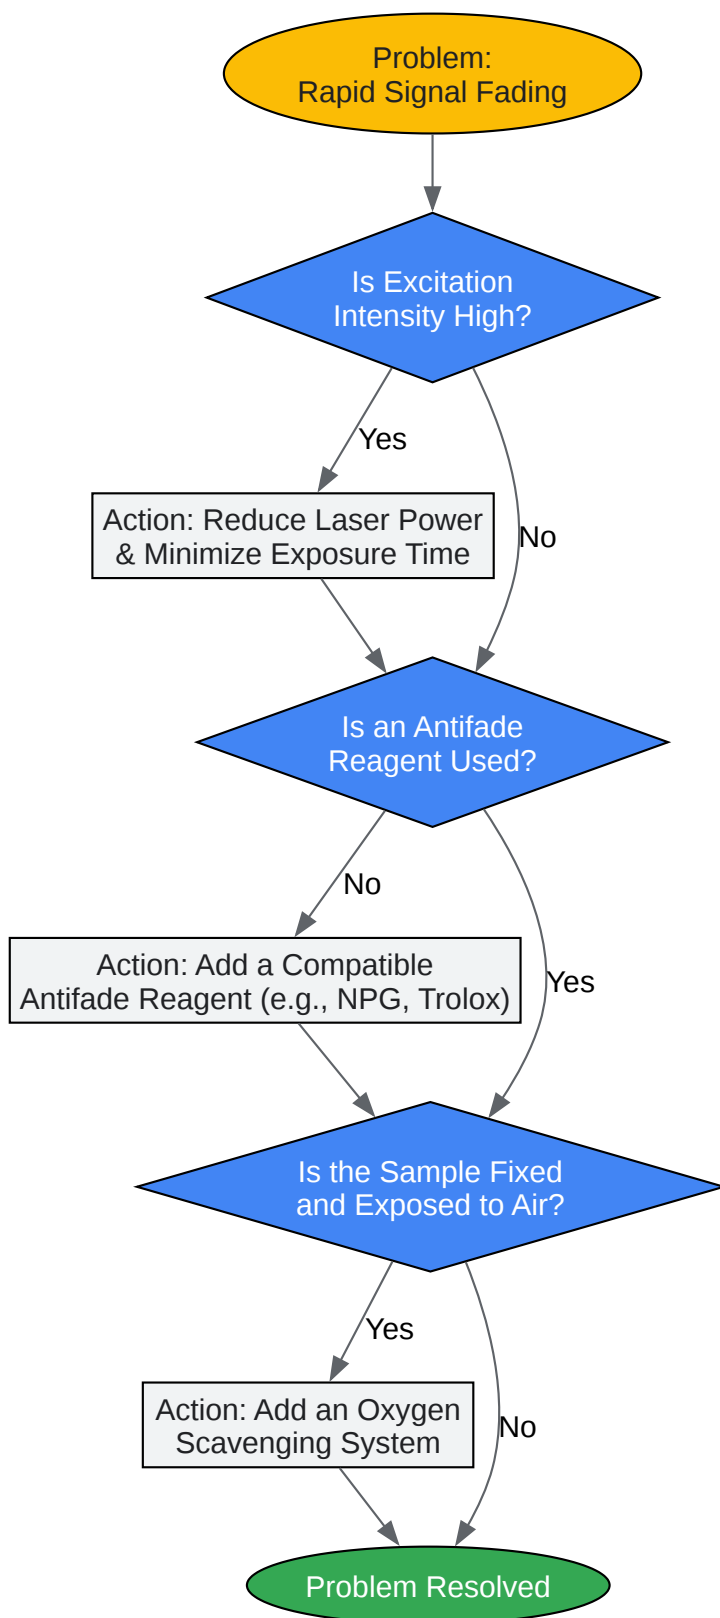 Problem:
Rapid Signal Fading
Is Excitation
Intensity High?
Yes
Action: Reduce Laser Power
& Minimize Exposure Time
No
Is an Antifade
Reagent Used?
No
Action: Add a Compatible
Antifade Reagent (e.g., NPG, Trolox)
Yes
Is the Sample Fixed
and Exposed to Air?
Yes
Action: Add an Oxygen
Scavenging System
No
Problem Resolved